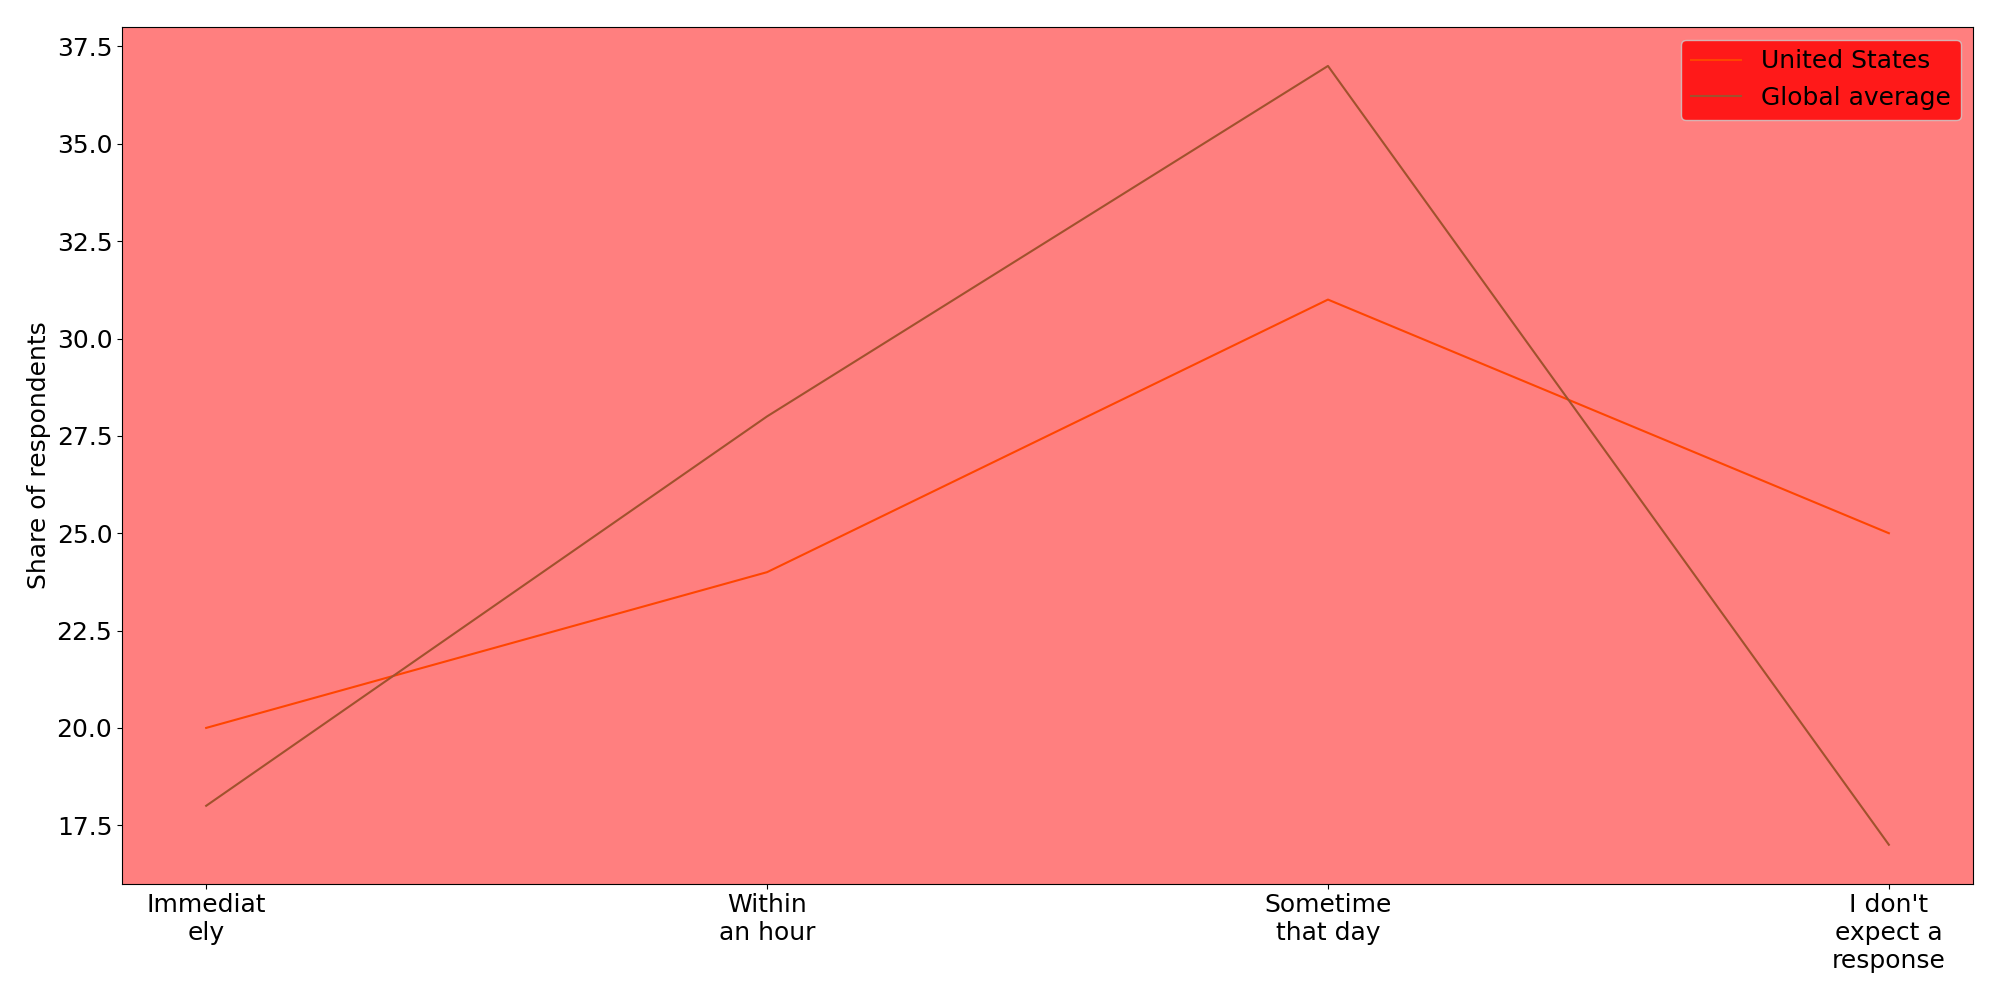 37.5
35.0
32.5
30.0
27.5
25.0
22.5
20.0
17.5
Share of respondents
United States
Global average
Immediat
ely
Within
an hour
Sometime
that day
I don't
expect a
response